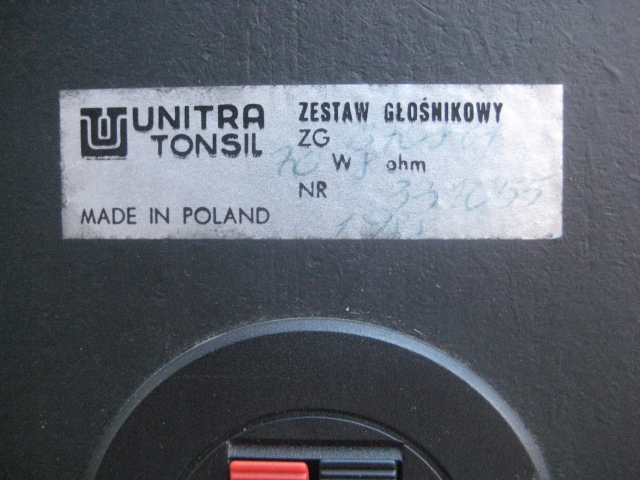 UNITRA
TONSIL
MADE IN POLAND
ZESTAW GŁOŚNIKOWY
ZG
W ohm
NR